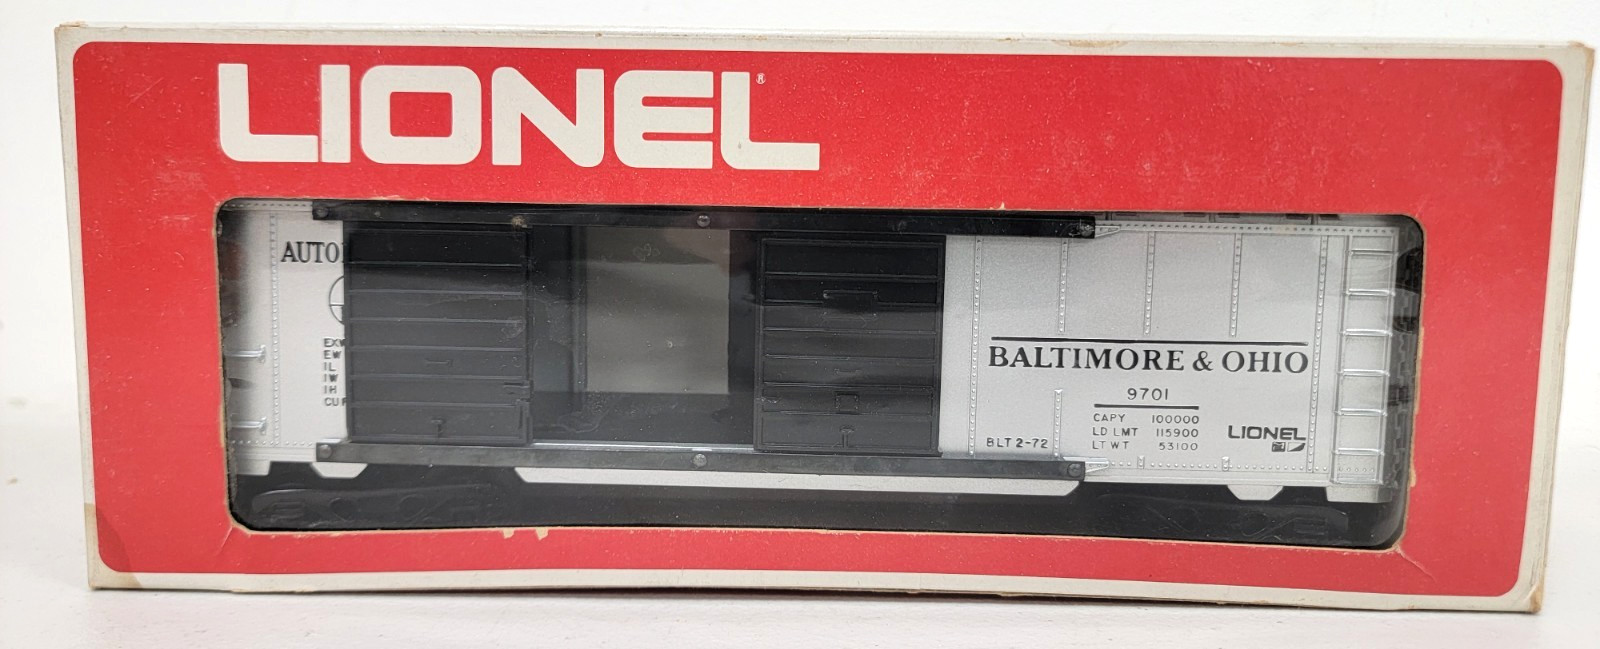 LIONEL®
AUTO
EXW
EW
IL
IW
IH
CU
BALTIMORE & OHIO
9701
CAPY 100000
LD LMT 115900
LT WT 53100
BLT 2-72
LIONEL